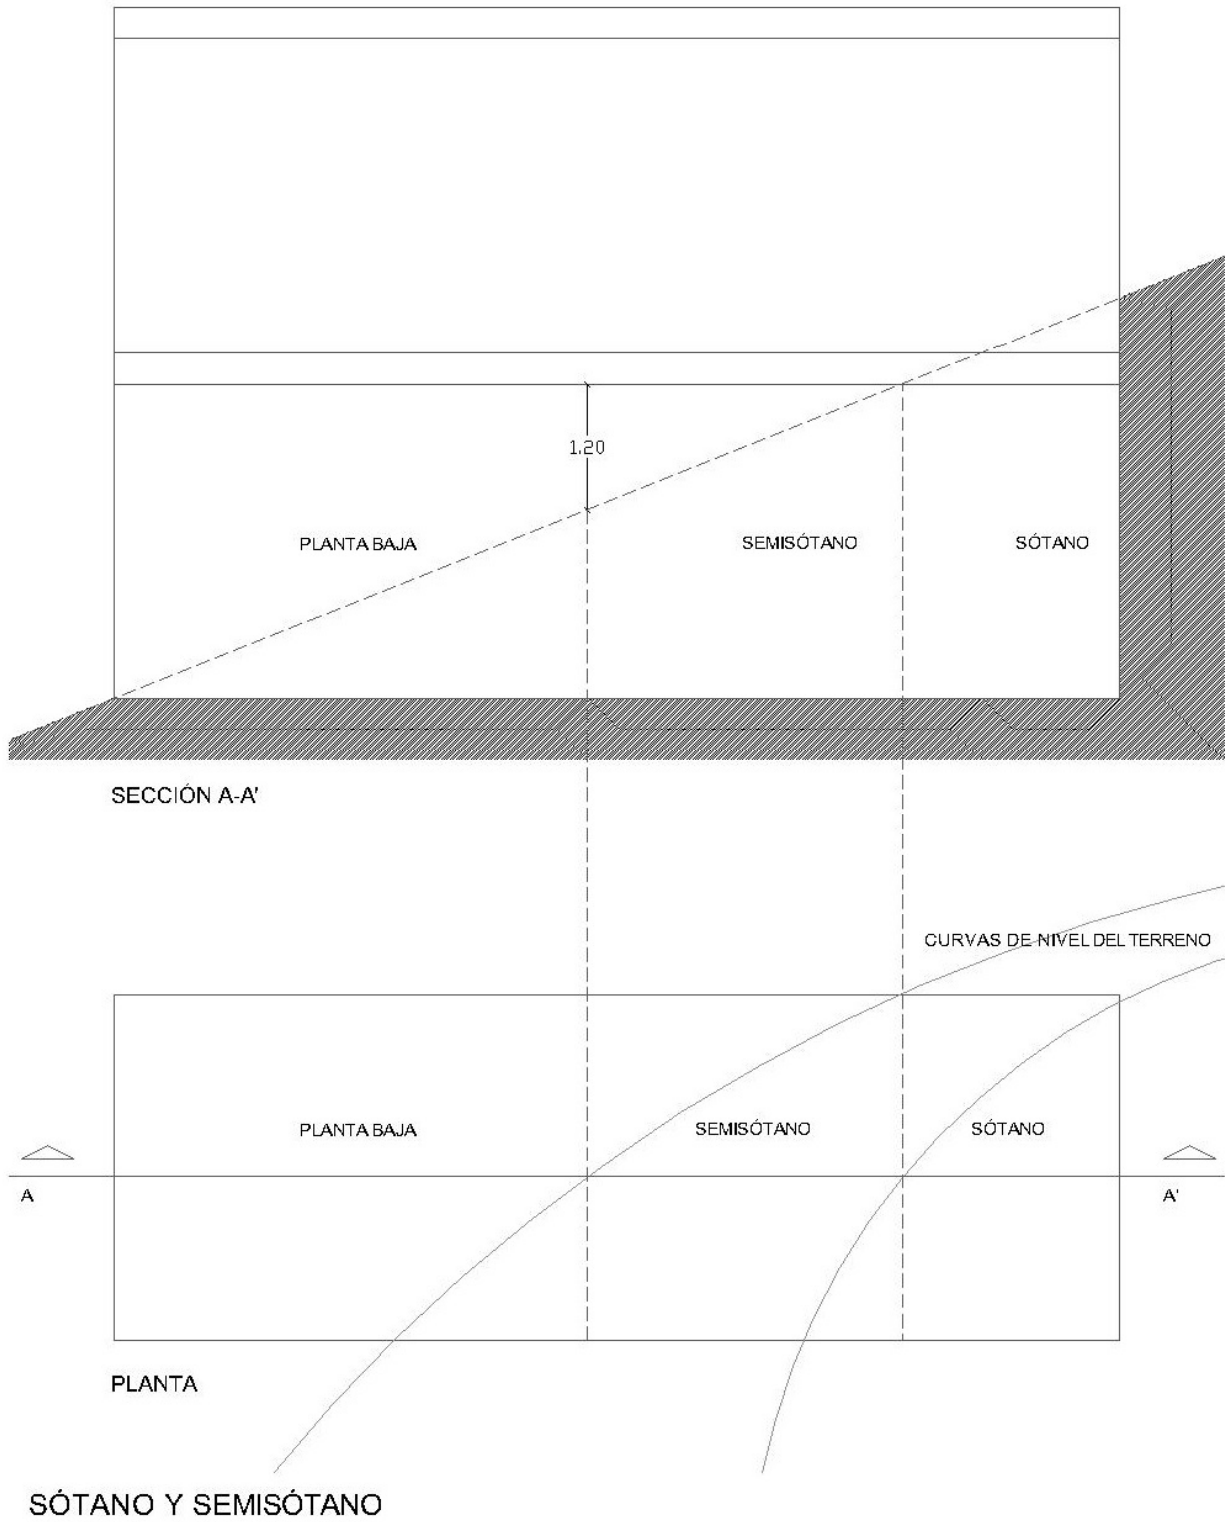 1.20
PLANTA BAJA
SEMISÓTANO
SÓTANO
SECCIÓN A-A'
CURVAS DE NIVEL DEL TERRENO
PLANTA BAJA
SEMISÓTANO
SÓTANO
A
A'
PLANTA
SÓTANO Y SEMISÓTANO